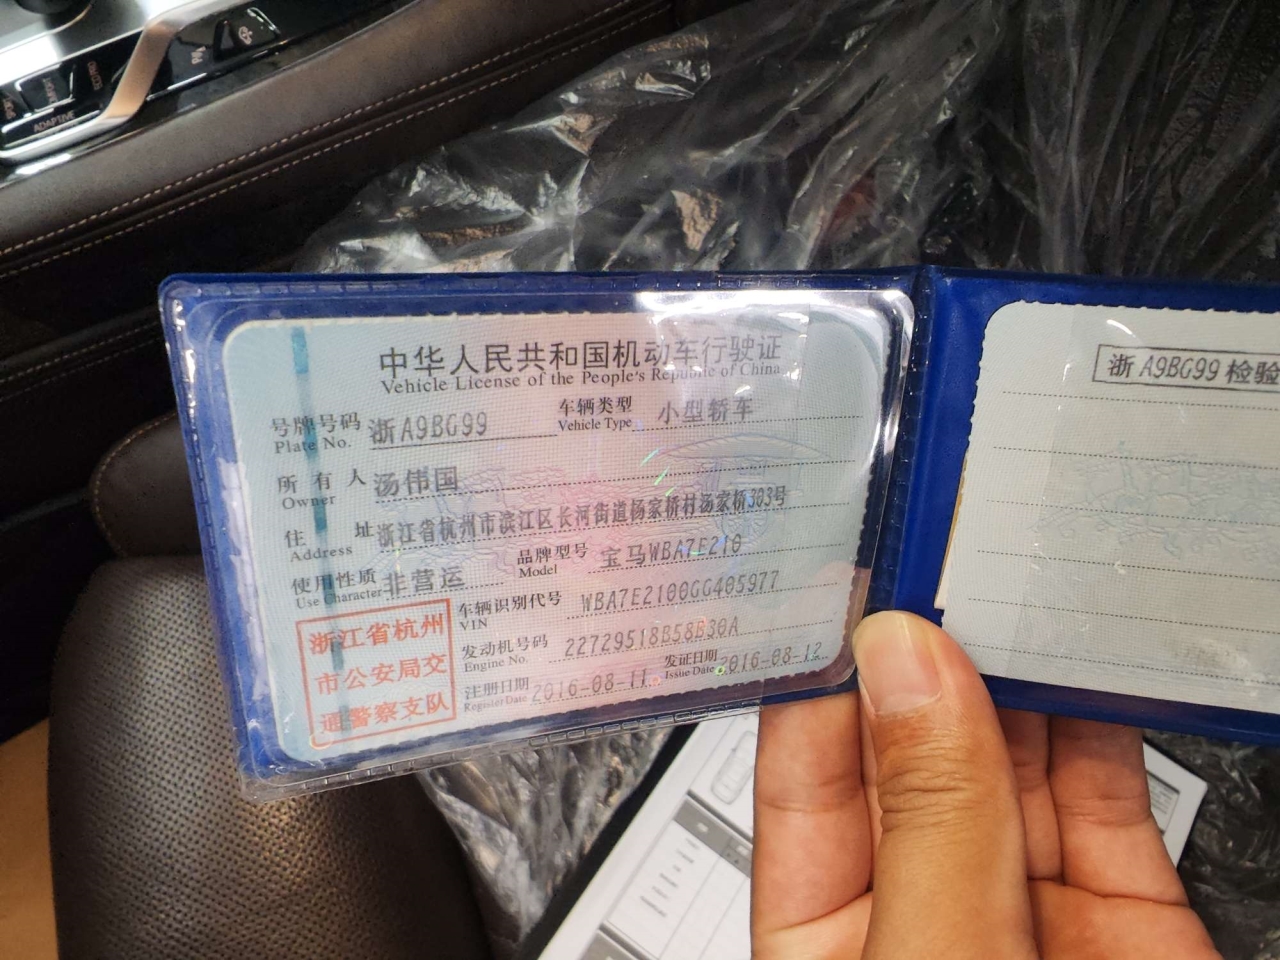 ADAPTIVE
中华人民共和国机动车行驶证
Vehicle License of the People's Republic of China
号牌号码 浙A9BG99 车辆类型 小型轿车
Plate No. Vehicle Type
所有人 汤伟国
Owner
住址 浙江省杭州市滨江区长河街道杨家桥村汤家桥303号
Address
使用性质 非营运 品牌型号 宝马WBA7E210
Use Character Model
浙江省杭州
市公安局交
通警察支队
车辆识别代号 WBA7E2100GG405977
VIN
发动机号码 22729518B58B30A
Engine No.
注册日期 2016-08-11 发证日期 2016-08-12
Register Date Issue Date
浙A9BG99 检验